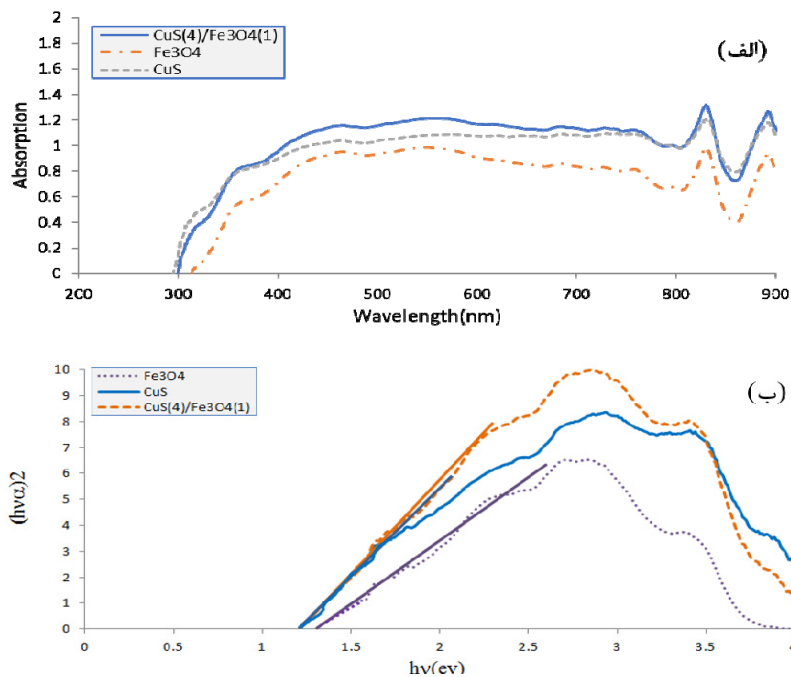 2
1.8
1.6
1.4
1.2
1
0.8
0.6
0.4
0.2
0
Absorption
CuS(4)/Fe3O4(1)
Fe3O4
CuS
(الف)
200 300 400 500 600 700 800 900
Wavelength(nm)
10
9
8
7
6
5
4
3
2
1
0
(hvα)2
Fe3O4
CuS
CuS(4)/Fe3O4(1)
(ب)
0 0.5 1 1.5 2 2.5 3 3.5 4
hν(ev)